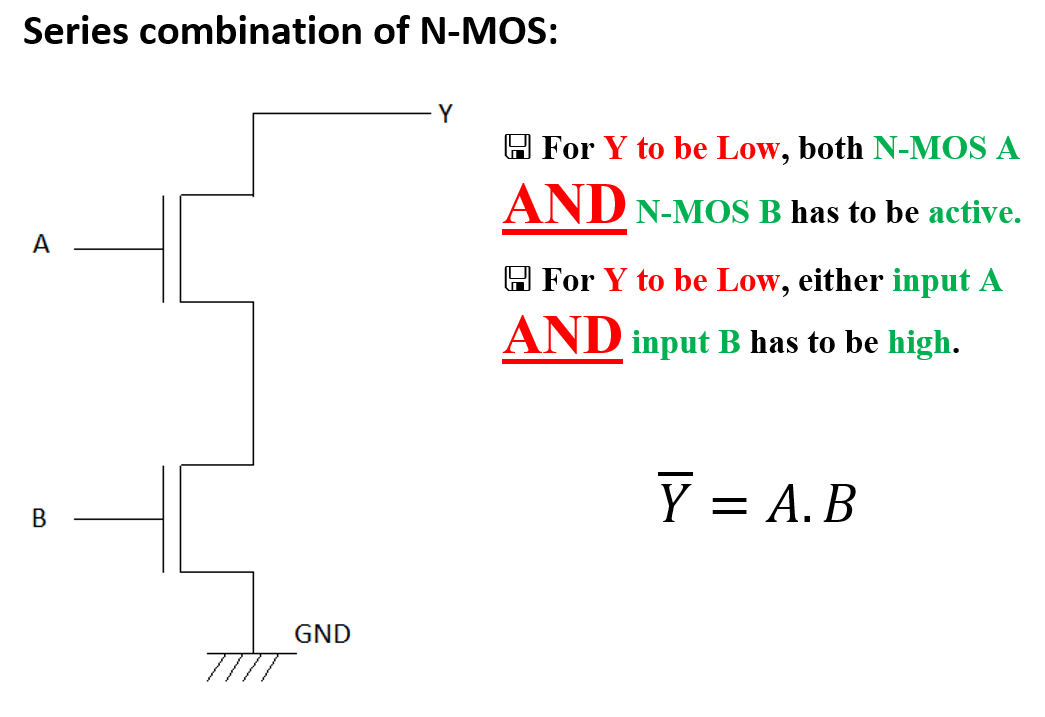 Series combination of N-MOS:
Y
🖫 For Y to be Low, both N-MOS A
AND N-MOS B has to be active.
A
🖫 For Y to be Low, either input A
AND input B has to be high.
Y̅ = A. B
B
GND